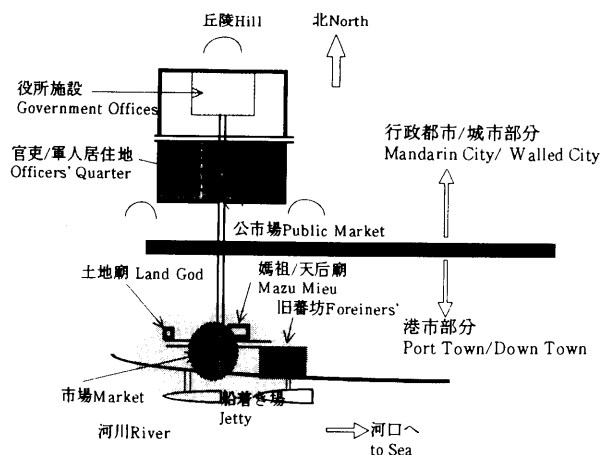 丘陵Hill
北North
役所施設
Government Offices
行政都市/城市部分
Mandarin City/ Walled City
官吏/軍人居住地
Officers' Quarter
公市場Public Market
土地廟 Land God
媽祖/天后廟
Mazu Mieu
旧蕃坊Foreiners'
港市部分
Port Town/Down Town
市場Market
船着き場
Jetty
河川River
河口へ
to Sea